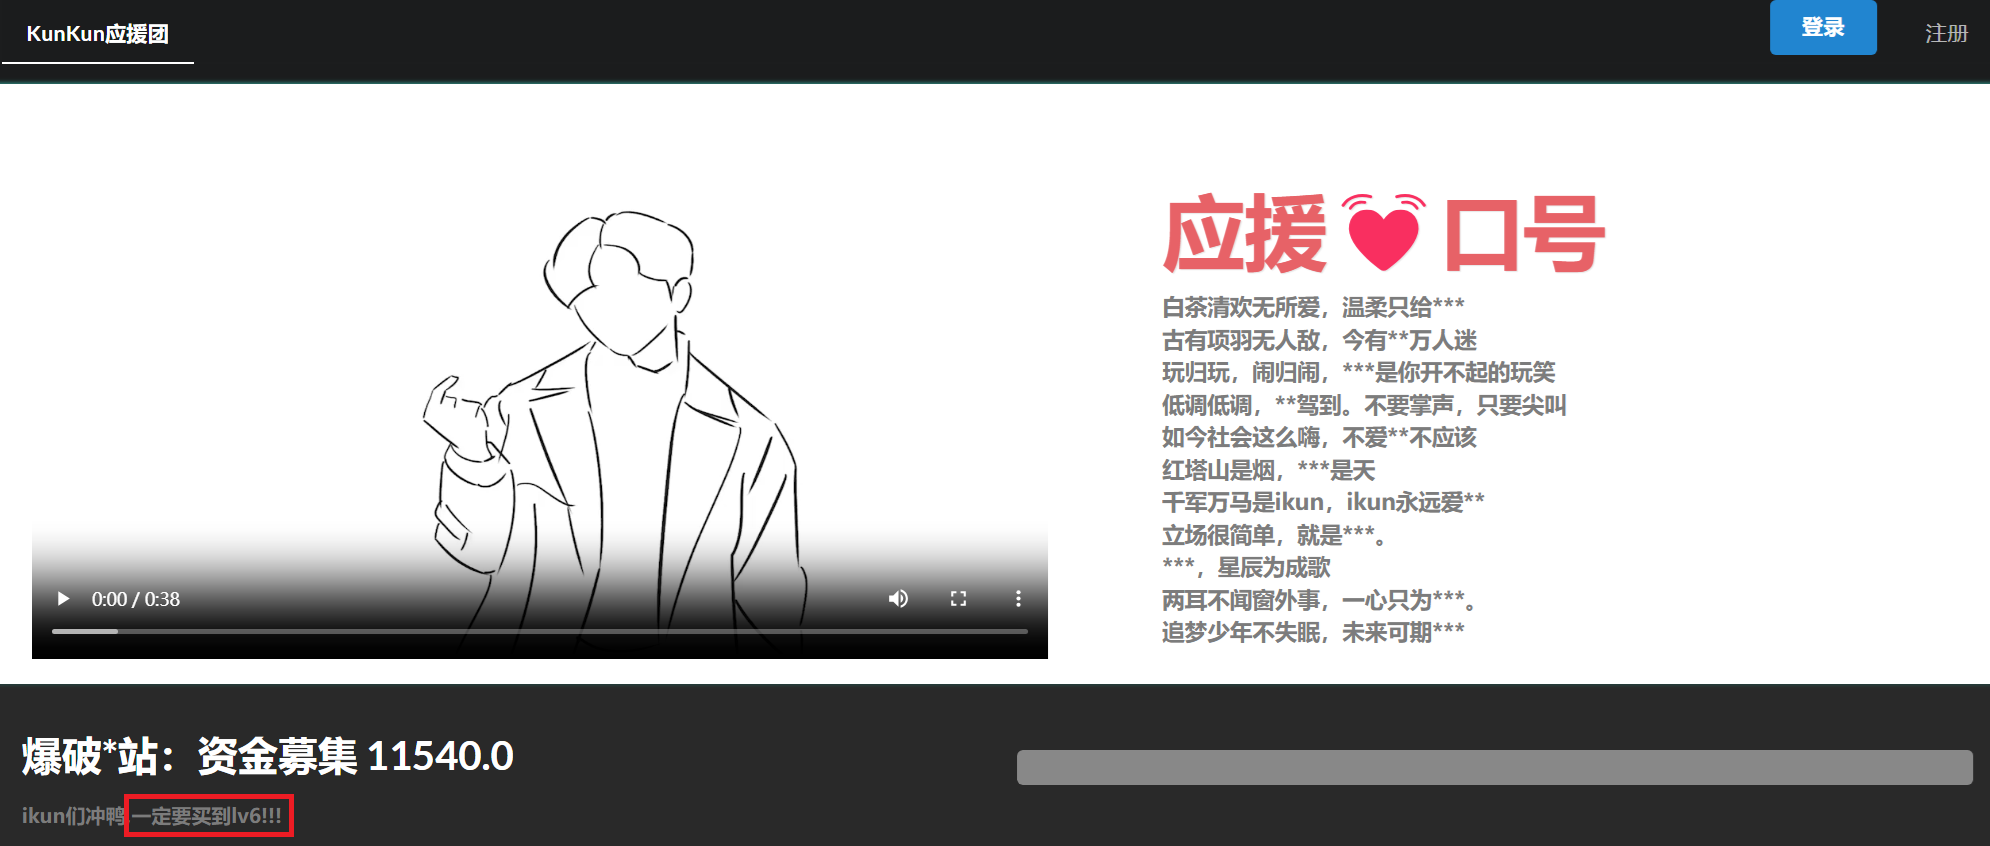 KunKun应援团
登录
注册
应援💓口号
白茶清欢无所爱，温柔只给***
古有项羽无人敌，今有**万人迷
玩归玩，闹归闹，***是你开不起的玩笑
低调低调，**驾到。不要掌声，只要尖叫
如今社会这么嗨，不爱**不应该
红塔山是烟，***是天
千军万马是ikun，ikun永远爱**
立场很简单，就是***。
***，星辰为成歌
两耳不闻窗外事，一心只为***。
追梦少年不失眠，未来可期***
0:00 / 0:38
爆破*站：资金募集 11540.0
ikun们冲鸭,一定要买到lv6!!!